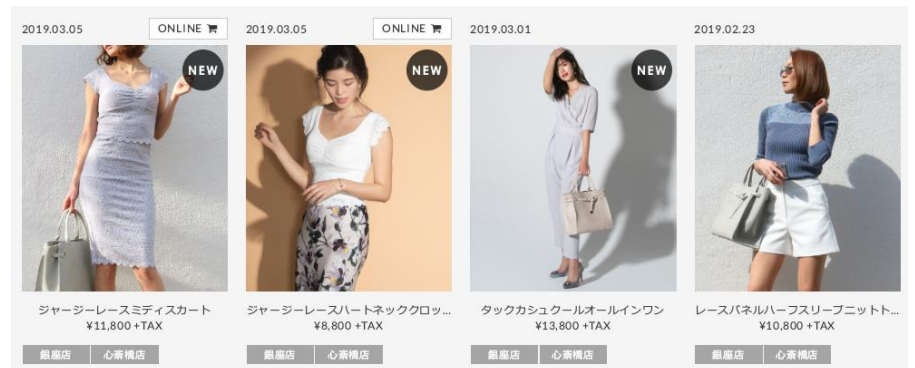 2019.03.05
ONLINE
2019.03.05
ONLINE
2019.03.01
2019.02.23
NEW
NEW
NEW
ジャージーレースミディスカート
¥11,800 +TAX
ジャージーレースハートネッククロッ...
¥8,800 +TAX
タックカシュクールオールインワン
¥13,800 +TAX
レースパネルハーフスリーブニットト...
¥10,800 +TAX
銀座店 心斎橋店
銀座店 心斎橋店
銀座店 心斎橋店
銀座店 心斎橋店